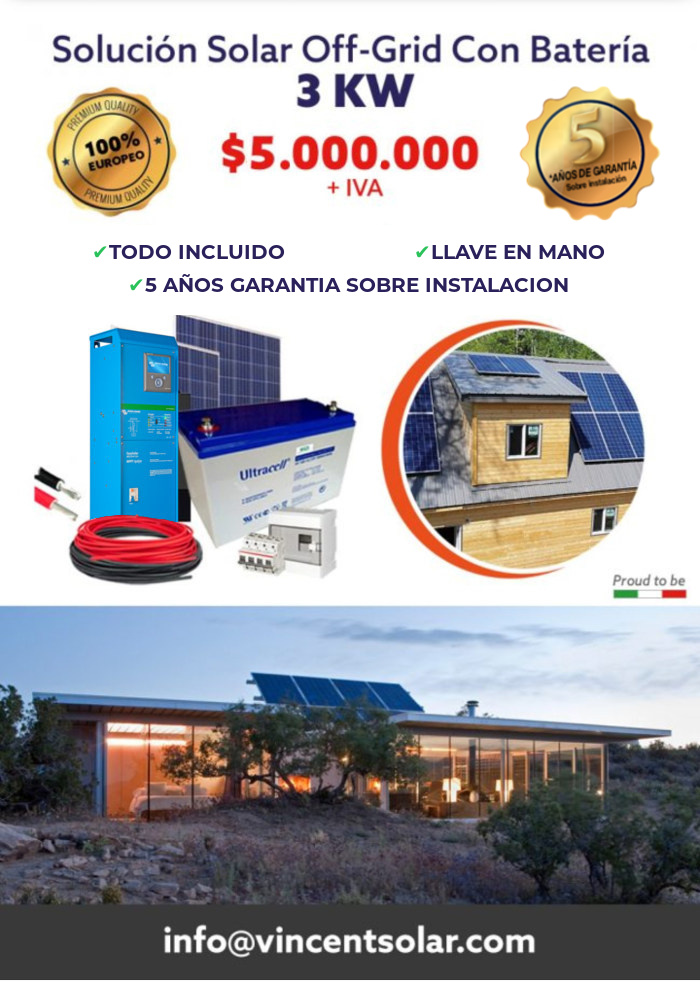 Solución Solar Off-Grid Con Batería
3 KW
PREMIUM QUALITY
100%
EUROPEO
PREMIUM QUALITY
$5.000.000
+ IVA
5
*AÑOS DE GARANTÍA
Sobre Instalación
✔TODO INCLUIDO
✔LLAVE EN MANO
✔5 AÑOS GARANTIA SOBRE INSTALACION
Ultracell
Proud to be
info@vincentsolar.com